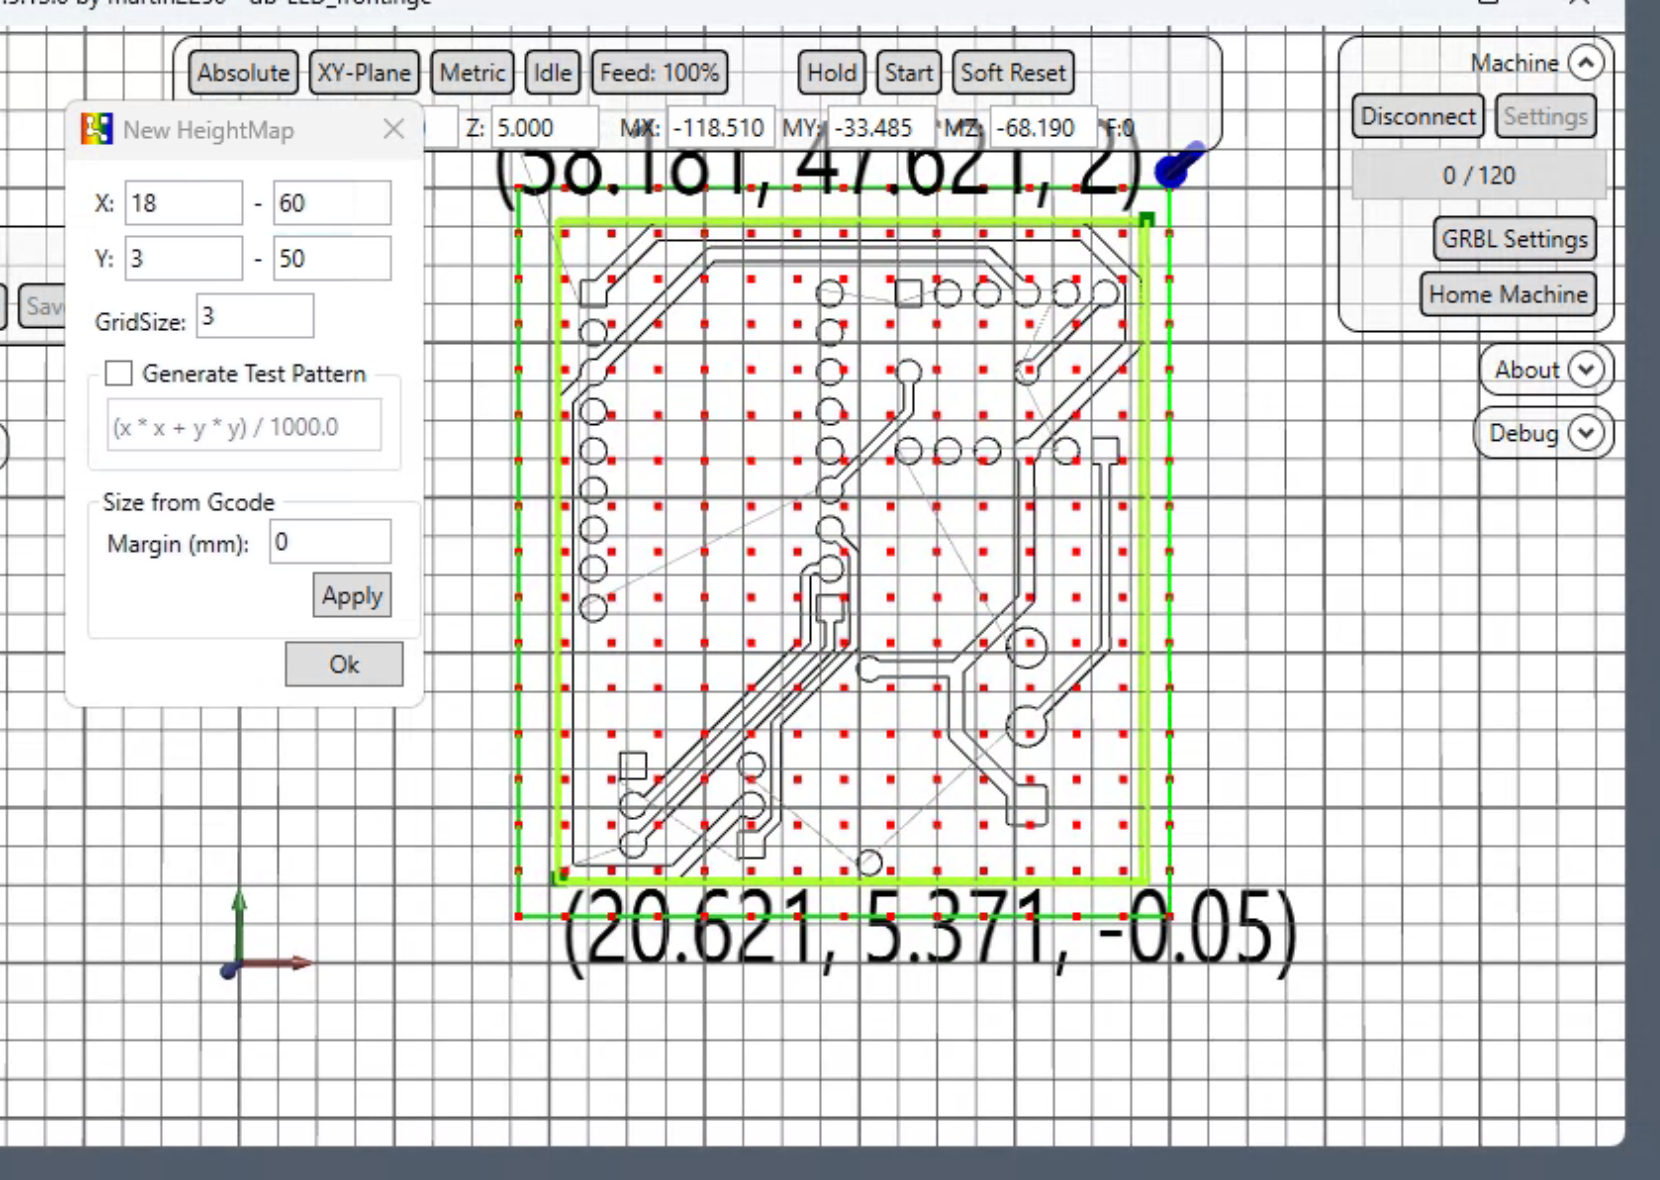 Absolute XY-Plane Metric Idle Feed: 100% Hold Start Soft Reset
Machine
Disconnect Settings
0 / 120
GRBL Settings
Home Machine
About
Debug
Z: 5.000 MX: -118.510 MY: -33.485 MZ: -68.190 F:0
New HeightMap
X: 18 - 60
Y: 3 - 50
GridSize: 3
Generate Test Pattern
(x * x + y * y) / 1000.0
Size from Gcode
Margin (mm): 0
Apply
Ok
(58.181, 47.621, 2)
(20.621, 5.371, -0.05)